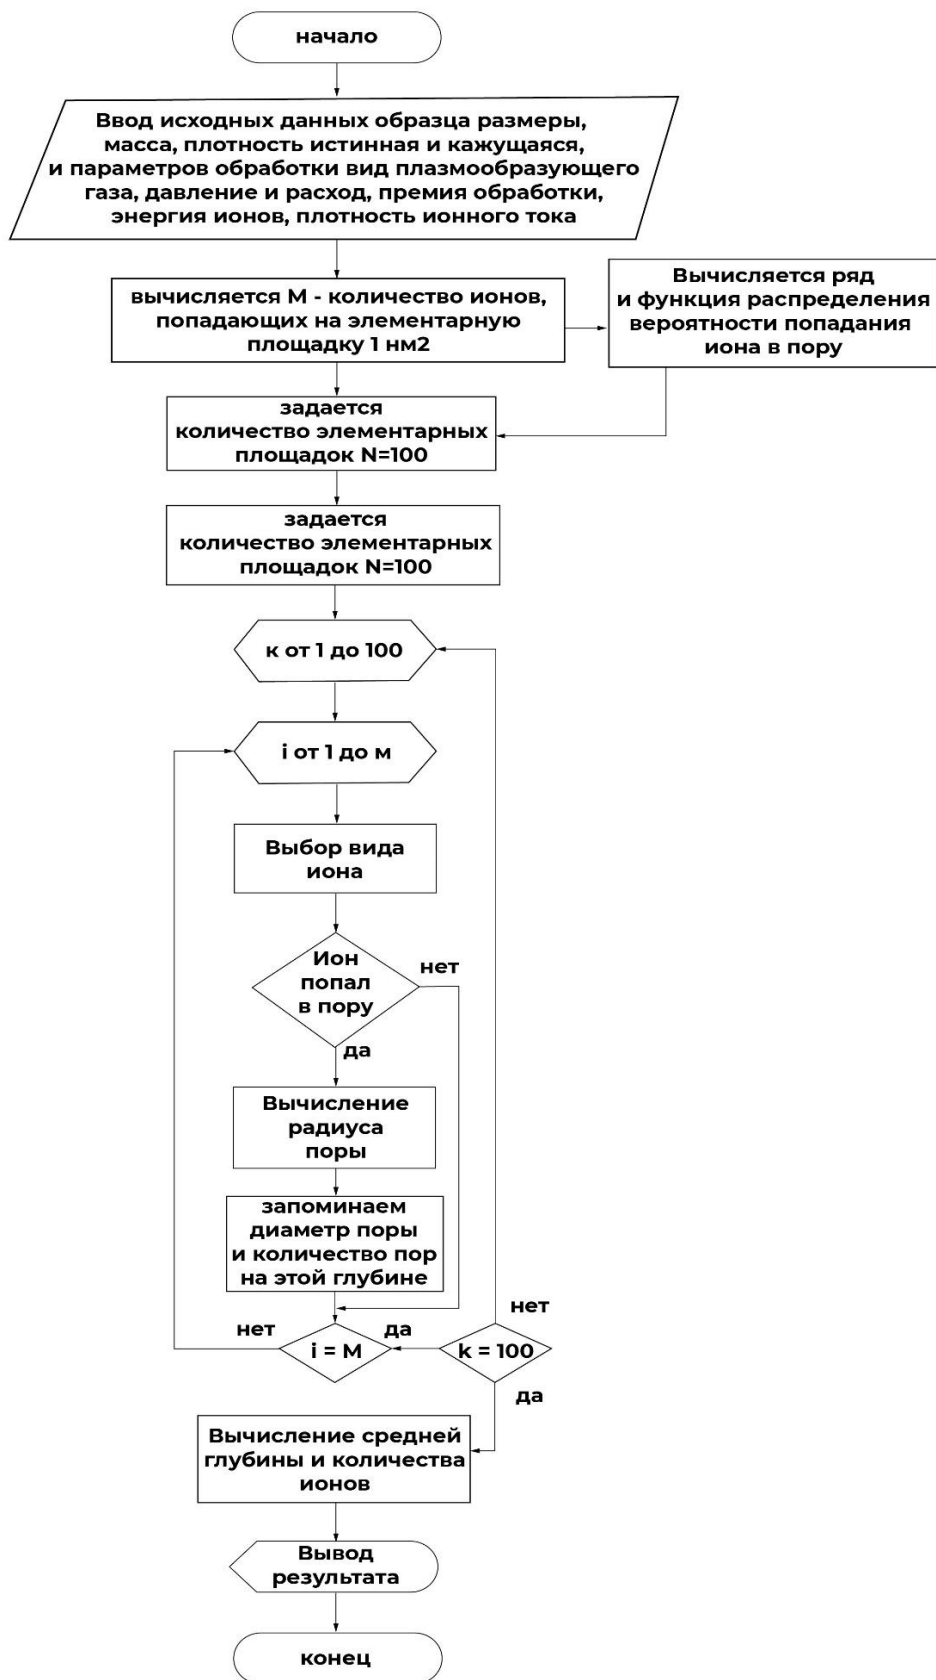 начало
Ввод исходных данных образца размеры,
масса, плотность истинная и кажущаяся,
и параметров обработки вид плазмообразующего
газа, давление и расход, премия обработки,
энергия ионов, плотность ионного тока
вычисляется М - количество ионов,
попадающих на элементарную
площадку 1 нм2
Вычисляется ряд
и функция распределения
вероятности попадания
иона в пору
задается
количество элементарных
площадок N=100
задается
количество элементарных
площадок N=100
к от 1 до 100
i от 1 до м
Выбор вида
иона
Ион
попал
в пору
нет
да
Вычисление
радиуса
поры
запоминаем
диаметр поры
и количество пор
на этой глубине
нет
i = M
да
k = 100
нет
да
Вычисление средней
глубины и количества
ионов
Вывод
результата
конец